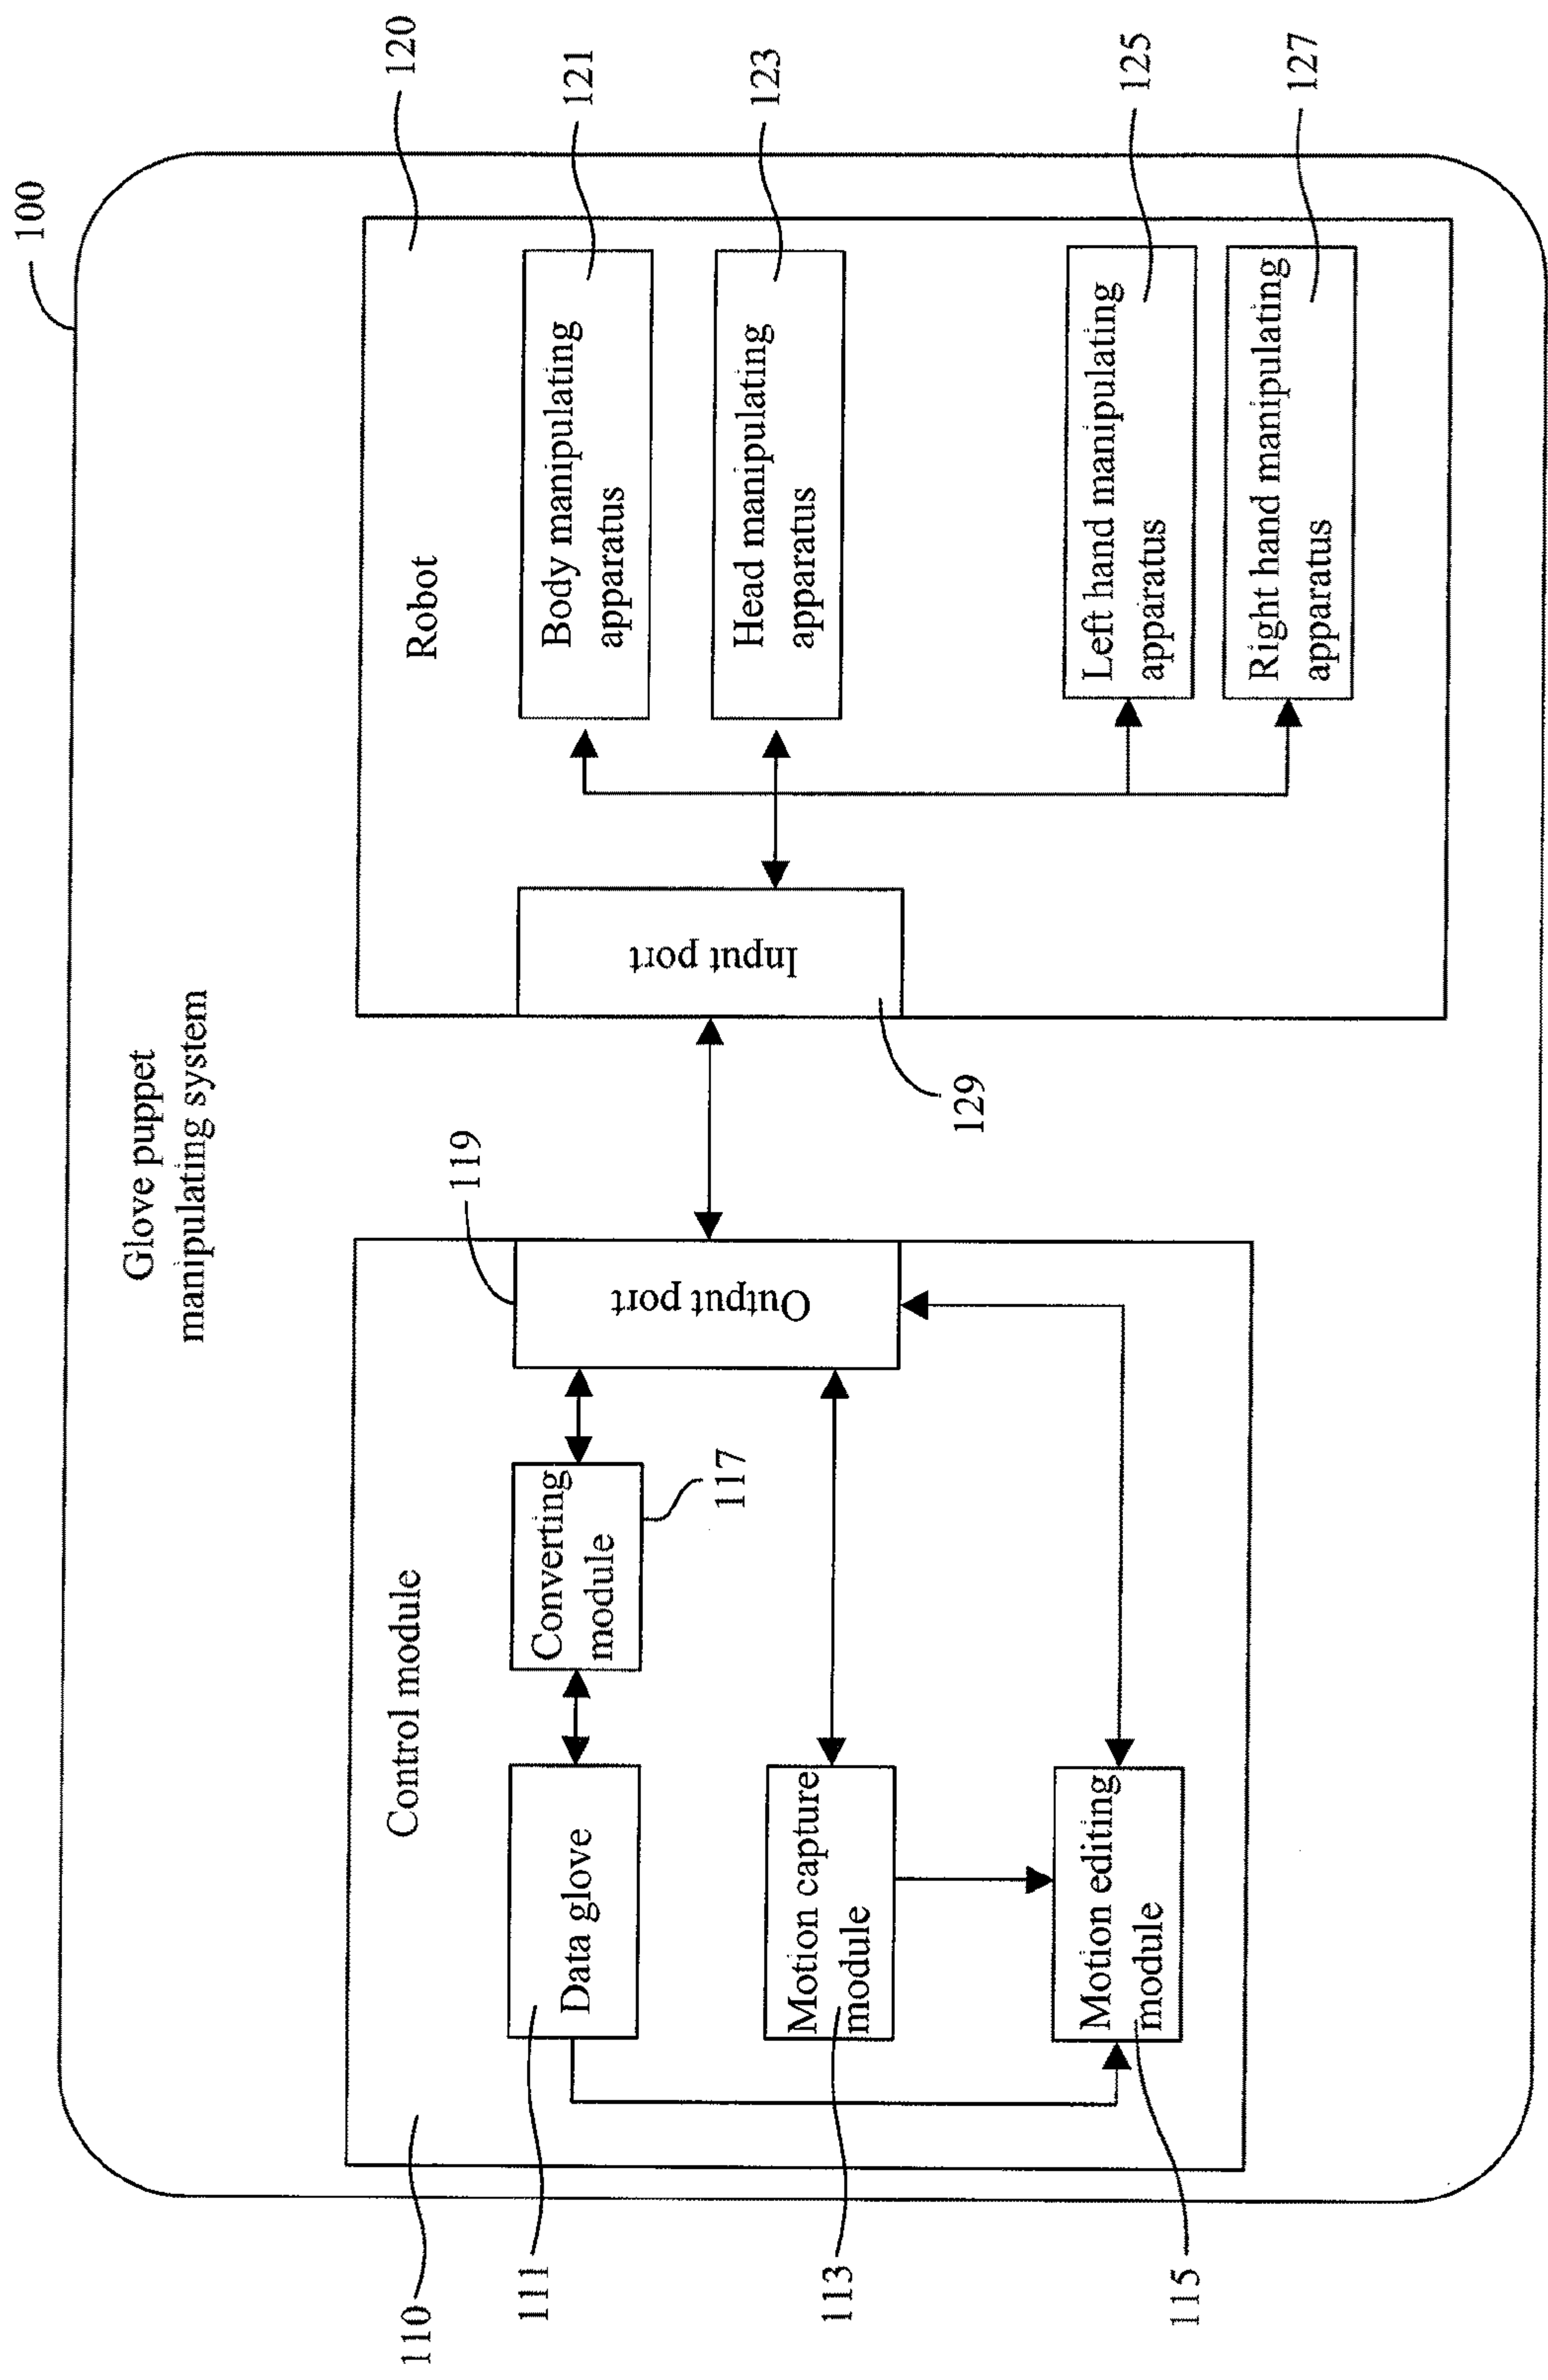 Glove puppet
manipulating system
100
Control module
110
Data glove
111
Converting
module
117
Output port
119
Motion capture
module
113
Motion editing
module
115
Robot
120
Input port
129
Body manipulating
apparatus
121
Head manipulating
apparatus
123
Left hand manipulating
apparatus
125
Right hand manipulating
apparatus
127